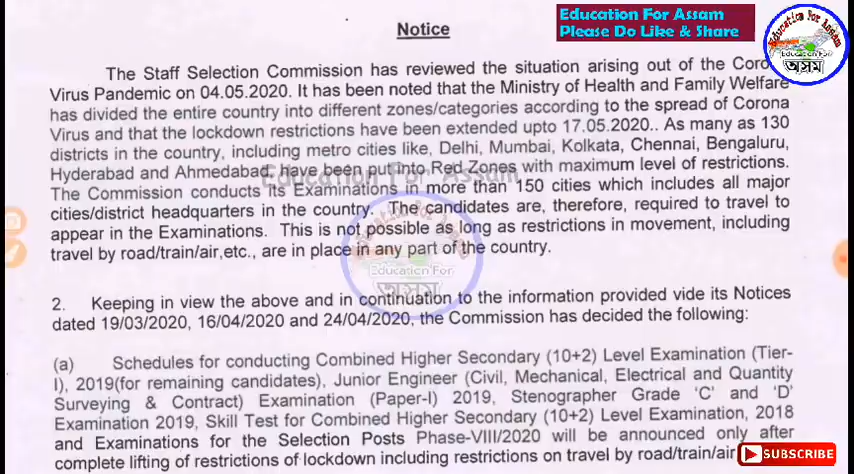 Education For Assam
Please Do Like & Share
Education For Assam
অসম
Notice
The Staff Selection Commission has reviewed the situation arising out of the Coro
Virus Pandemic on 04.05.2020. It has been noted that the Ministry of Health and Family Welfare
has divided the entire country into different zones/categories according to the spread of Corona
Virus and that the lockdown restrictions have been extended upto 17.05.2020.. As many as 130
districts in the country, including metro cities like, Delhi, Mumbai, Kolkata, Chennai, Bengaluru,
Hyderabad and Ahmedabad, have been put into Red Zones with maximum level of restrictions.
Education For Assam
The Commission conducts its Examinations in more than 150 cities which includes all major
cities/district headquarters in the country. The candidates are, therefore, required to travel to
appear in the Examinations. This is not possible as long as restrictions in movement, including
travel by road/train/air,etc., are in place in any part of the country.
Education For
অসম
2. Keeping in view the above and in continuation to the information provided vide its Notices
dated 19/03/2020, 16/04/2020 and 24/04/2020, the Commission has decided the following:
(a) Schedules for conducting Combined Higher Secondary (10+2) Level Examination (Tier-
I), 2019(for remaining candidates), Junior Engineer (Civil, Mechanical, Electrical and Quantity
Surveying & Contract) Examination (Paper-I) 2019, Stenographer Grade 'C' and 'D'
Examination 2019, Skill Test for Combined Higher Secondary (10+2) Level Examination, 2018
and Examinations for the Selection Posts Phase-VIII/2020 will be announced only after
complete lifting of restrictions of lockdown including restrictions on travel by road/train/air
SUBSCRIBE